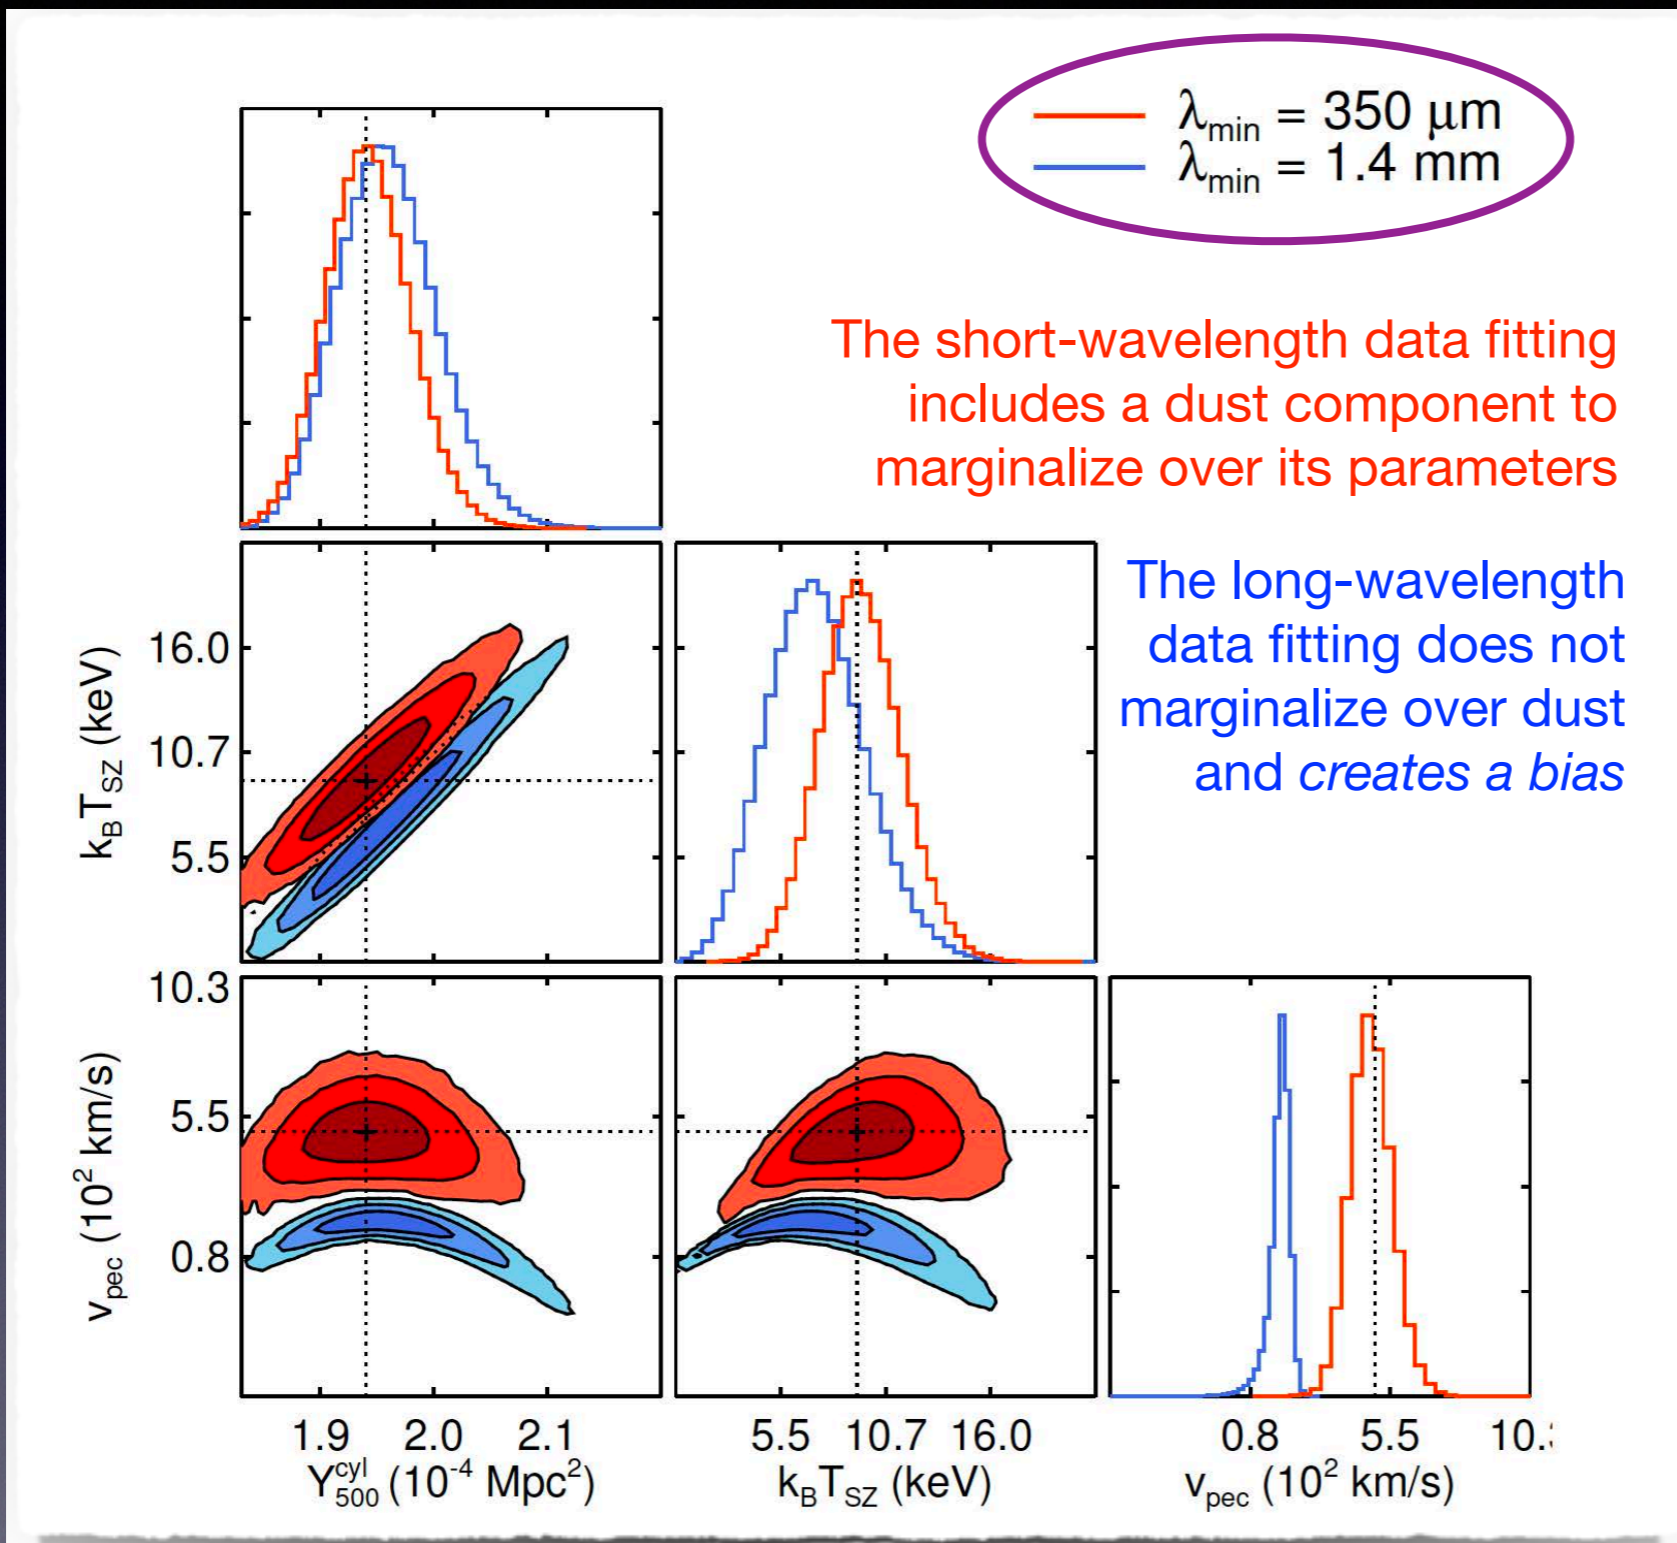 λmin = 350 μm
λmin = 1.4 mm
The short-wavelength data fitting
includes a dust component to
marginalize over its parameters
The long-wavelength
data fitting does not
marginalize over dust
and creates a bias
16.0
10.7
5.5
kBTSZ (keV)
10.3
5.5
0.8
vpec (10² km/s)
1.9 2.0 2.1
5.5 10.7 16.0
0.8 5.5 10.
Y500cyl (10⁻⁴ Mpc²)
kBTSZ (keV)
vpec (10² km/s)